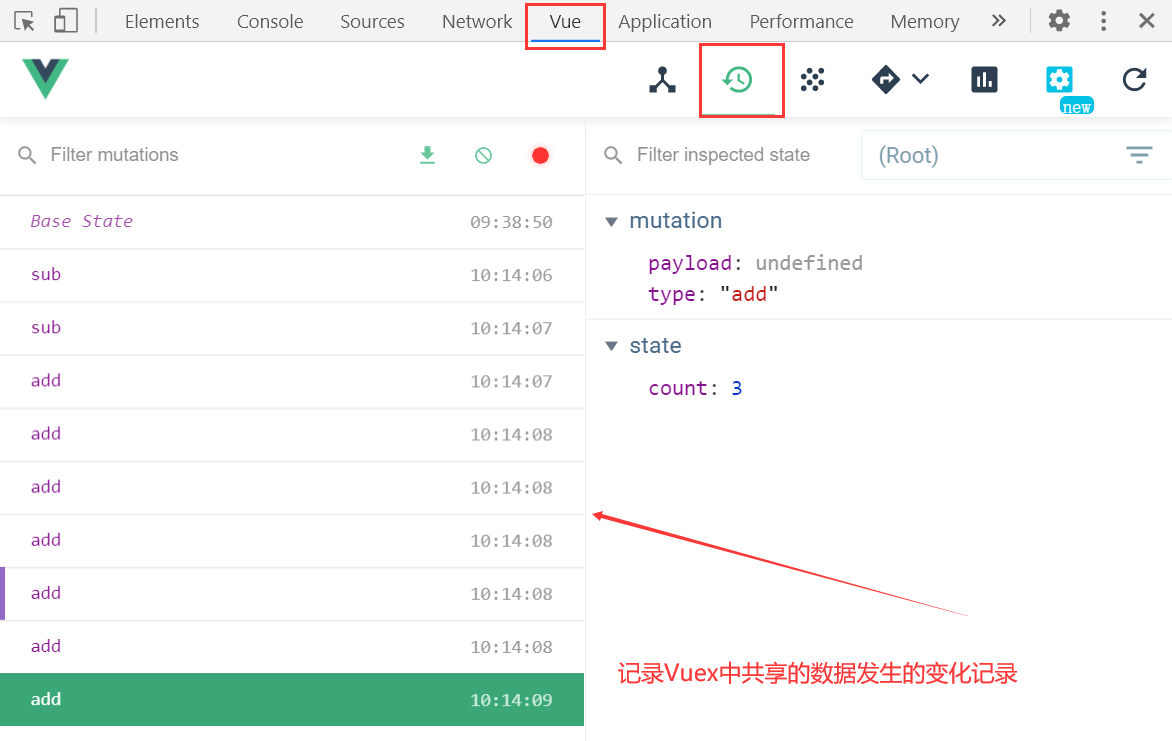 Elements Console Sources Network Vue Application Performance Memory
new
Filter mutations
Filter inspected state
(Root)
Base State 09:38:50
sub 10:14:06
sub 10:14:07
add 10:14:07
add 10:14:08
add 10:14:08
add 10:14:08
add 10:14:08
add 10:14:08
add 10:14:09
mutation
payload: undefined
type: "add"
state
count: 3
记录Vuex中共享的数据发生的变化记录